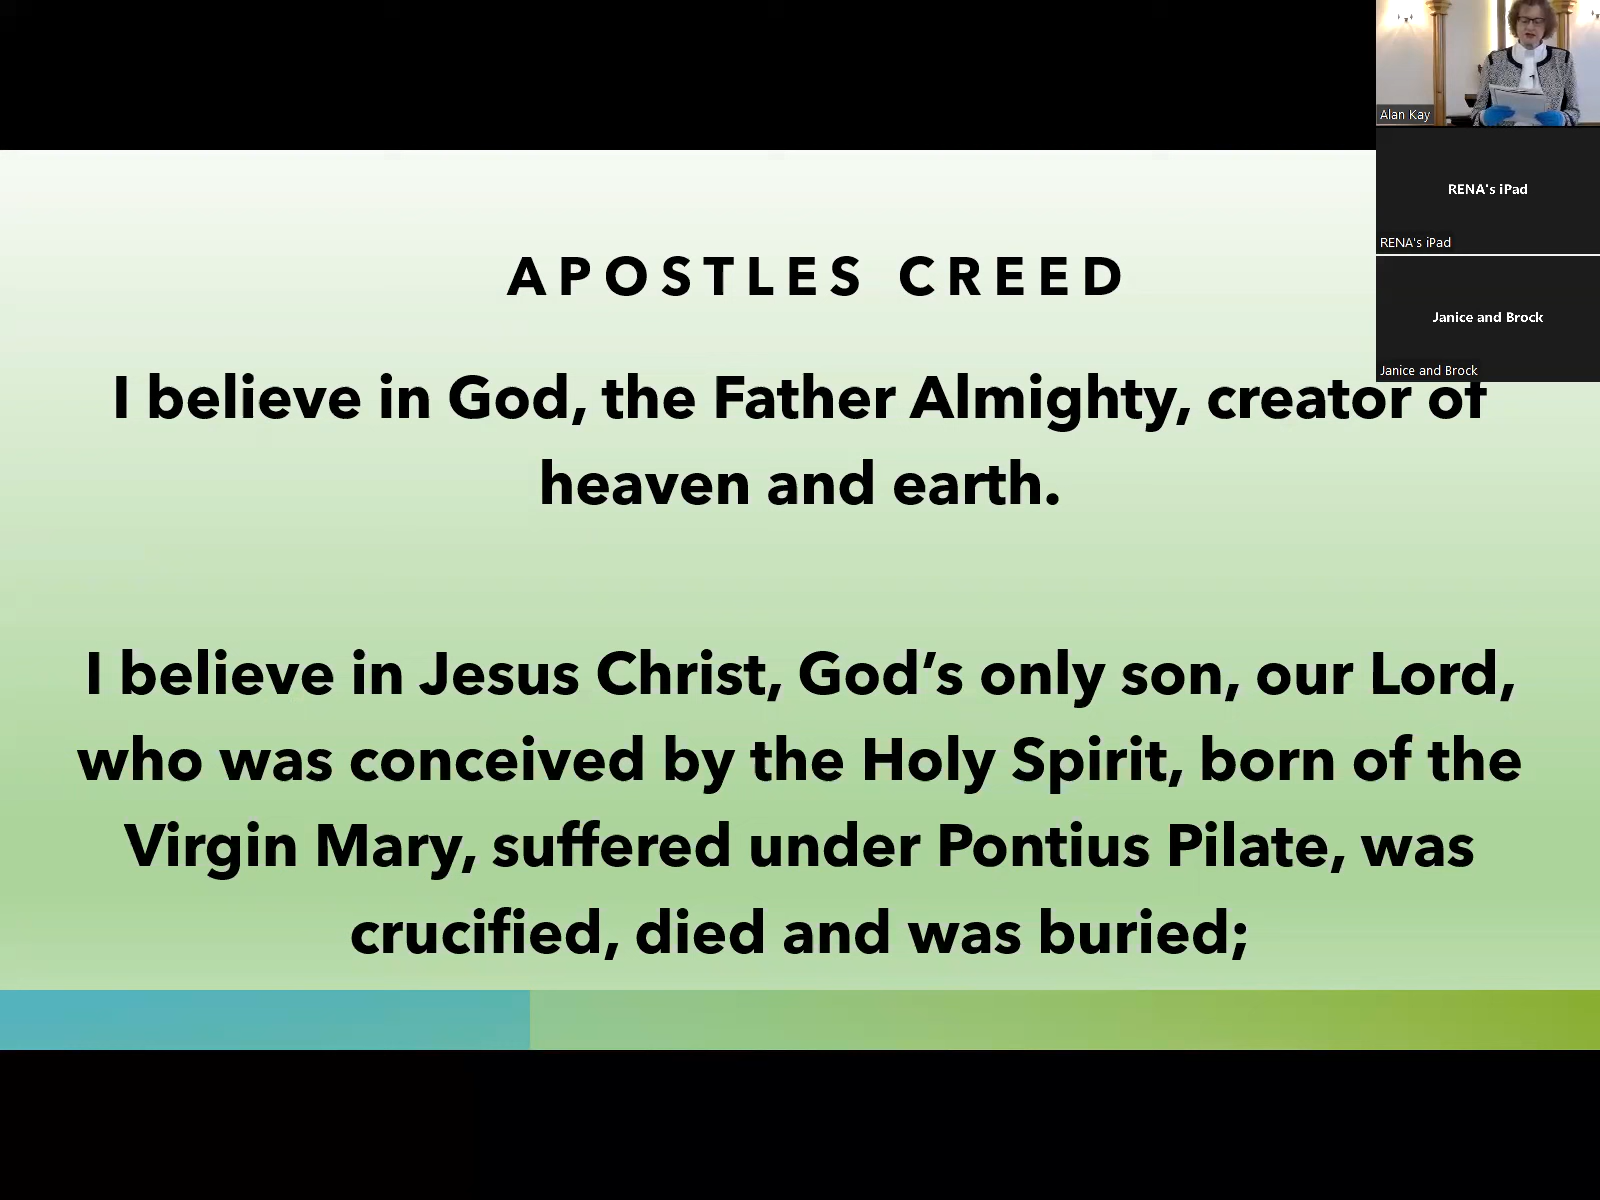 Alan Kay
RENA's iPad
RENA's iPad
Janice and Brock
Janice and Brock
APOSTLES CREED
I believe in God, the Father Almighty, creator of
heaven and earth.
I believe in Jesus Christ, God’s only son, our Lord,
who was conceived by the Holy Spirit, born of the
Virgin Mary, suffered under Pontius Pilate, was
crucified, died and was buried;